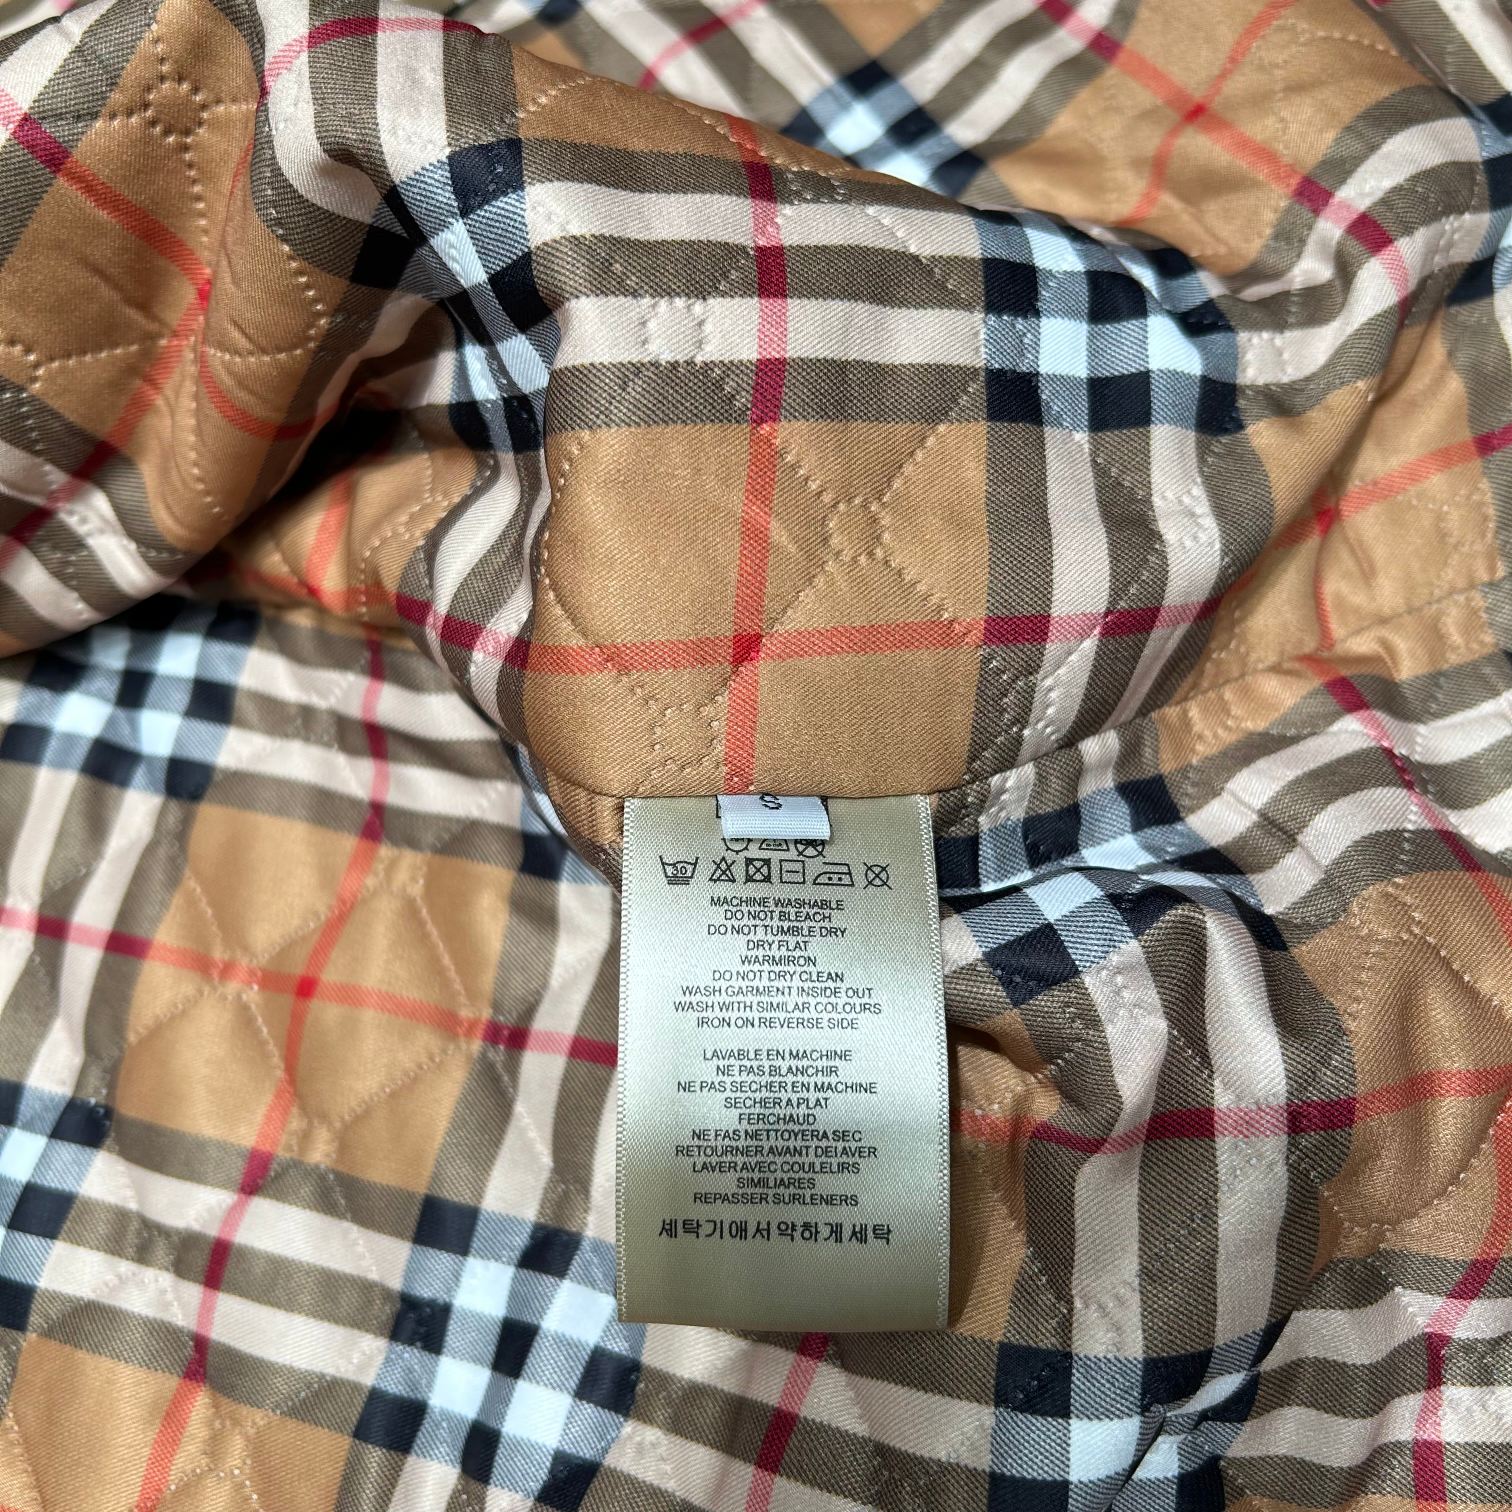 S
30
MACHINE WASHABLE
DO NOT BLEACH
DO NOT TUMBLE DRY
DRY FLAT
WARMIRON
DO NOT DRY CLEAN
WASH GARMENT INSIDE OUT
WASH WITH SIMILAR COLOURS
IRON ON REVERSE SIDE
LAVABLE EN MACHINE
NE PAS BLANCHIR
NE PAS SECHER EN MACHINE
SECHER A PLAT
FERCHAUD
NE FAS NETTOYERA SEC
RETOURNER AVANT DEI AVER
LAVER AVEC COULELIRS
SIMILIARES
REPASSER SURLENERS
세탁기애서약하게세탁